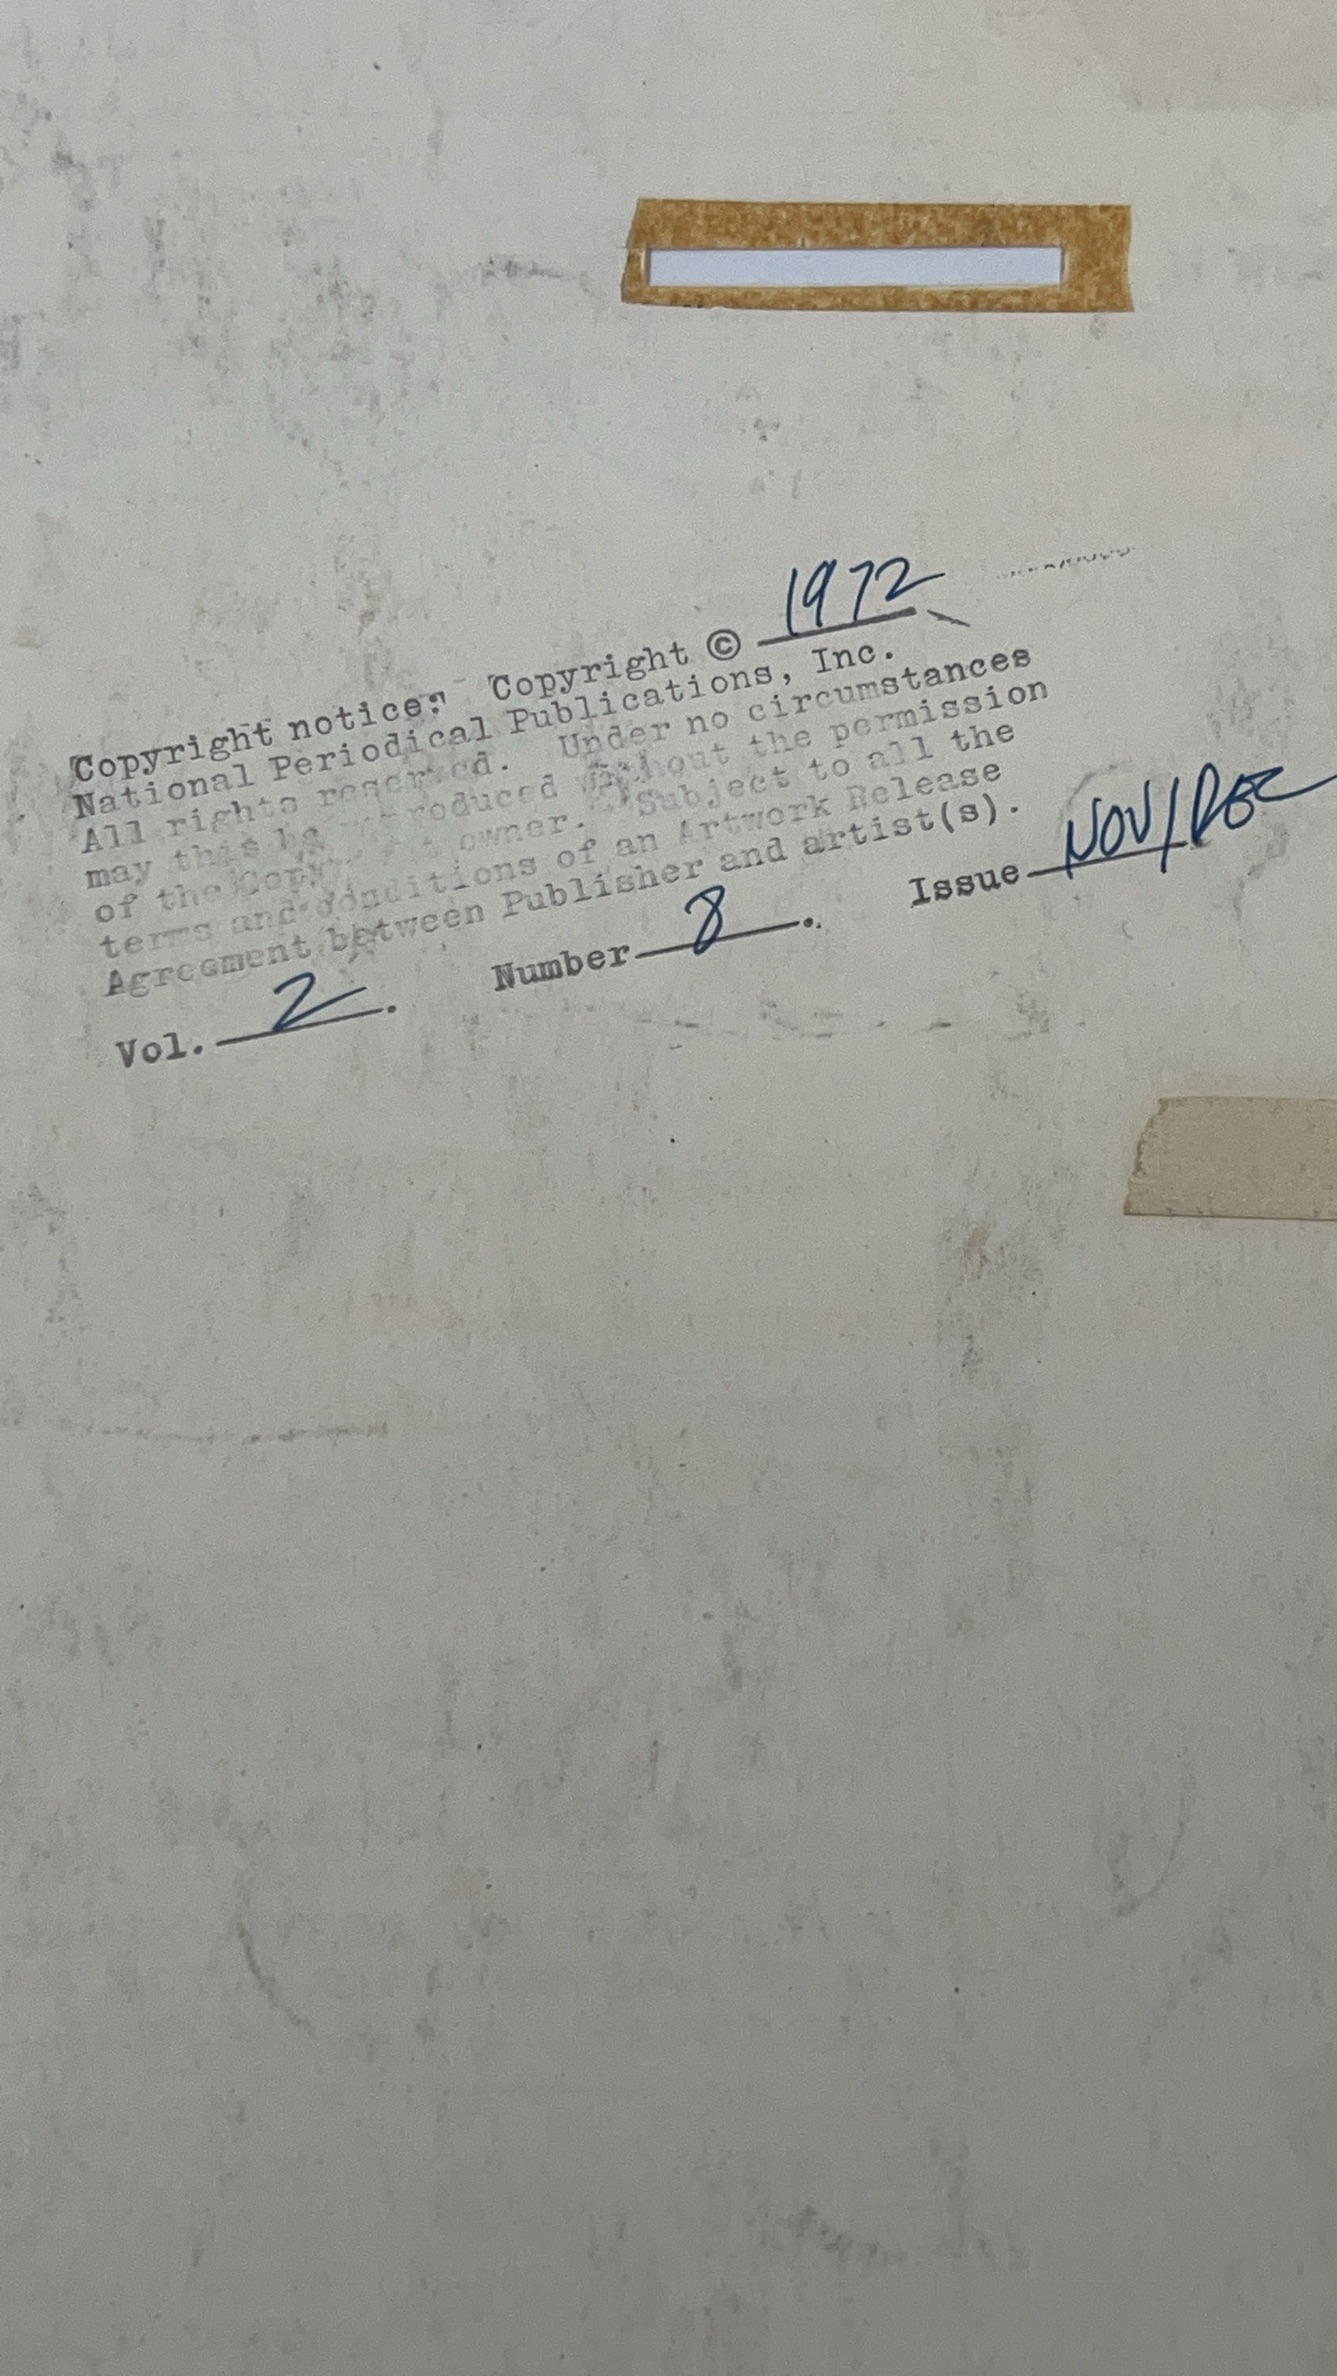 Copyright notice: Copyright © 1972
National Periodical Publications, Inc.
All rights reserved. Under no circumstances
may this be reproduced without the permission
of the Copy owner. Subject to all the
terms and conditions of an Artwork Release
Agreement between Publisher and artist(s).
Vol. 2. Number 8. Issue NOV/DEC